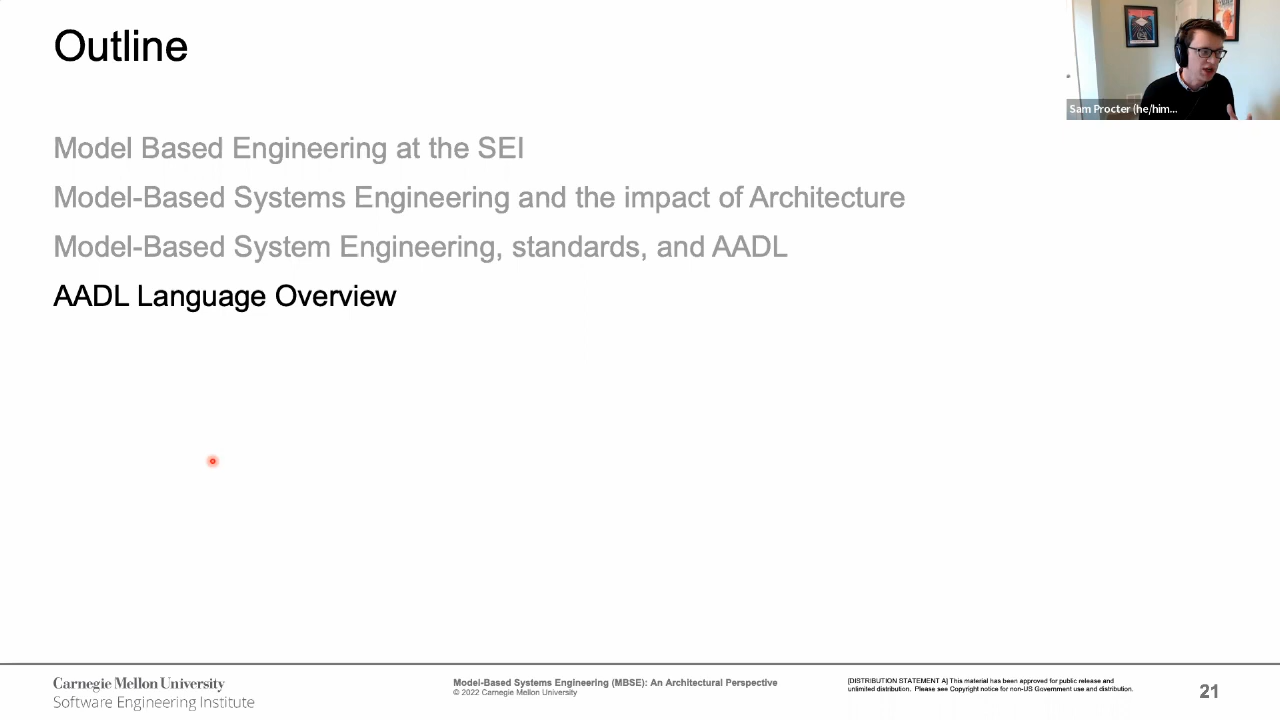 Outline
Sam Procter (he/him...
Model Based Engineering at the SEI
Model-Based Systems Engineering and the impact of Architecture
Model-Based System Engineering, standards, and AADL
AADL Language Overview
Carnegie Mellon University
Software Engineering Institute
Model-Based Systems Engineering (MBSE): An Architectural Perspective
© 2022 Carnegie Mellon University
[DISTRIBUTION STATEMENT A] This material has been approved for public release and
unlimited distribution. Please see Copyright notice for non-US Government use and distribution.
21